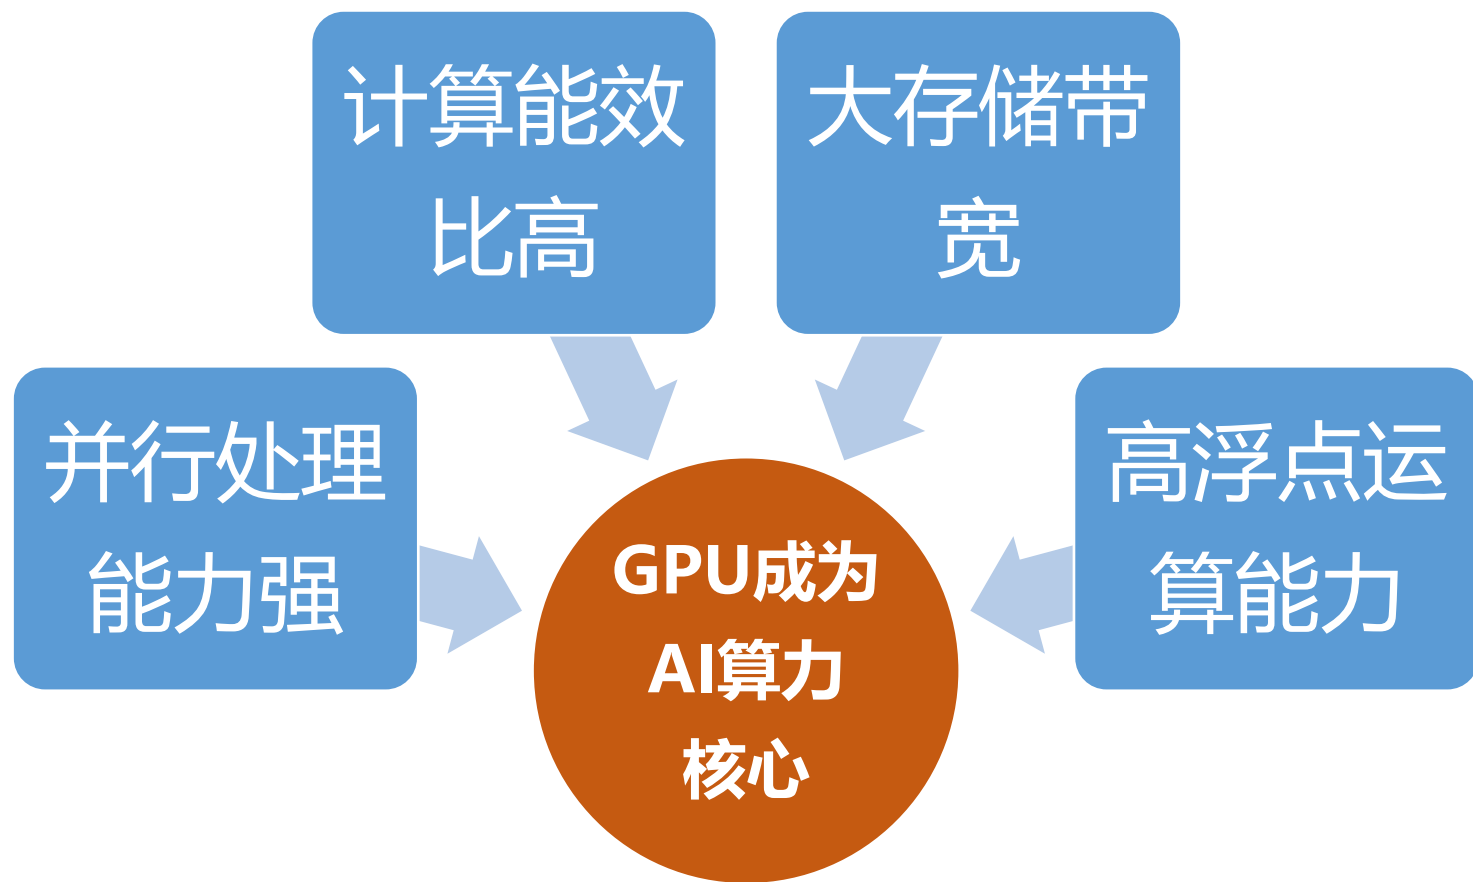 计算能效
比高
大存储带
宽
并行处理
能力强
高浮点运
算能力
GPU成为
AI算力
核心